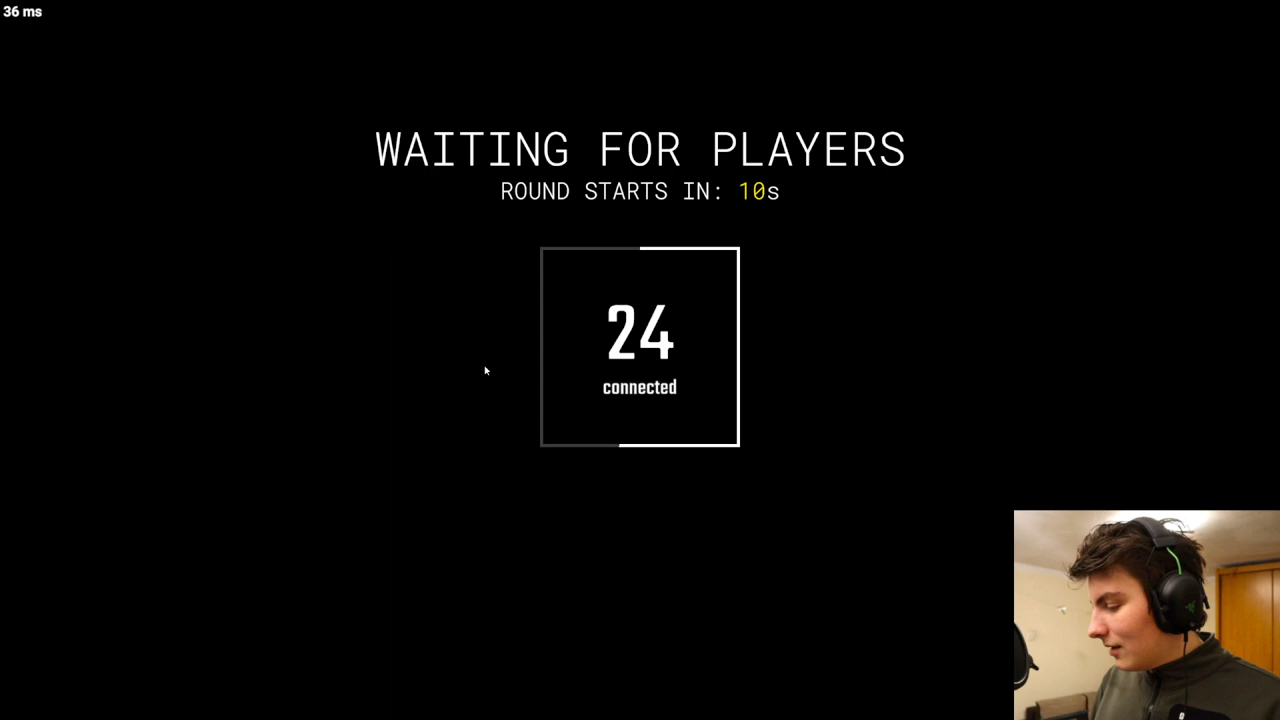 36 ms
WAITING FOR PLAYERS
ROUND STARTS IN: 10s
24
connected